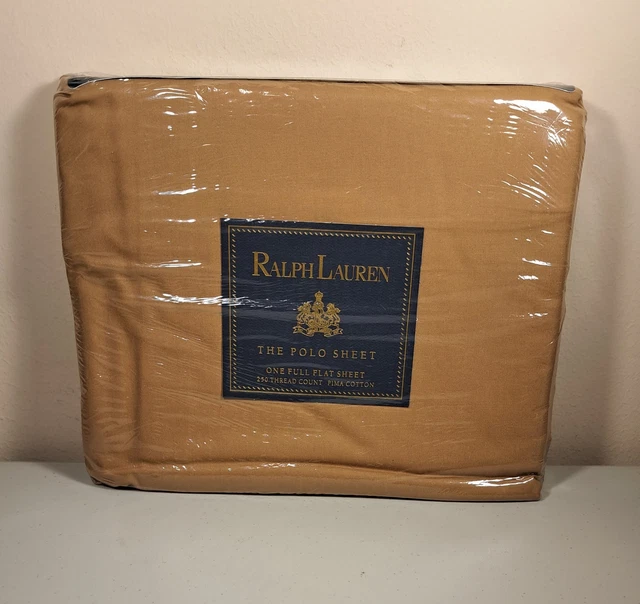 RALPH LAUREN
THE POLO SHEET
ONE FULL FLAT SHEET
250 THREAD COUNT PIMA COTTON